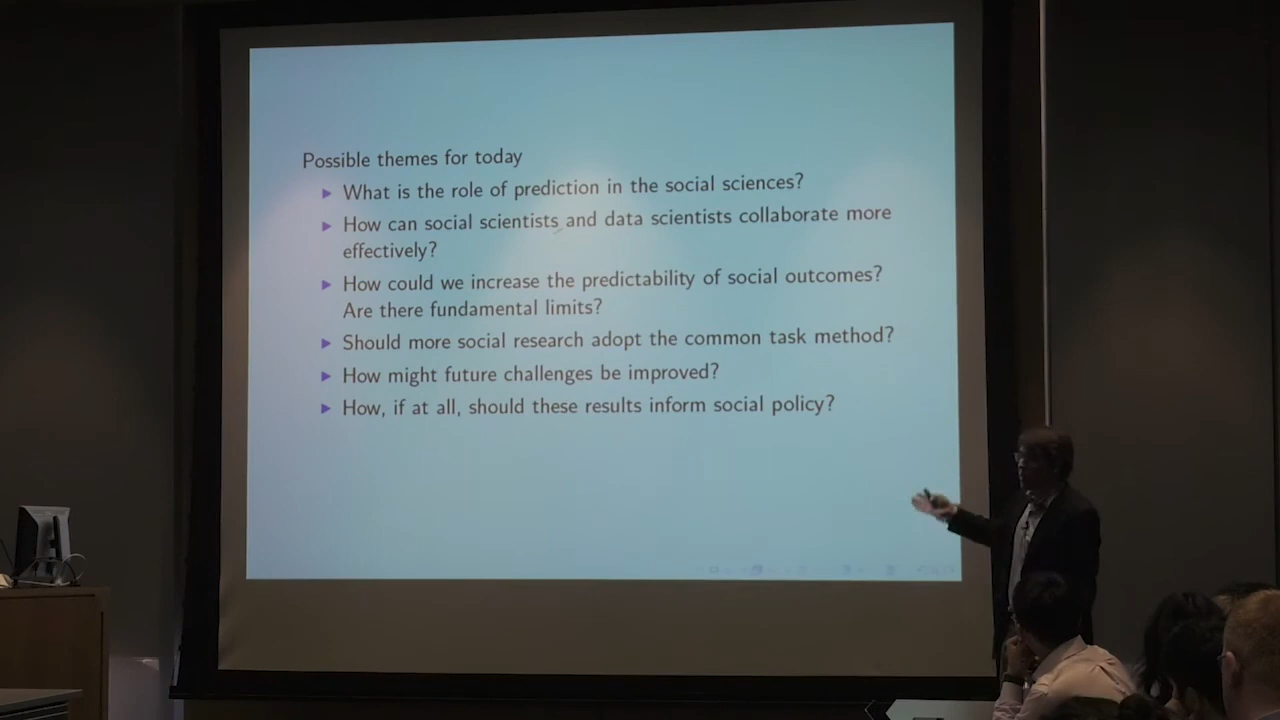 Possible themes for today
What is the role of prediction in the social sciences?
How can social scientists and data scientists collaborate more
effectively?
How could we increase the predictability of social outcomes?
Are there fundamental limits?
Should more social research adopt the common task method?
How might future challenges be improved?
How, if at all, should these results inform social policy?